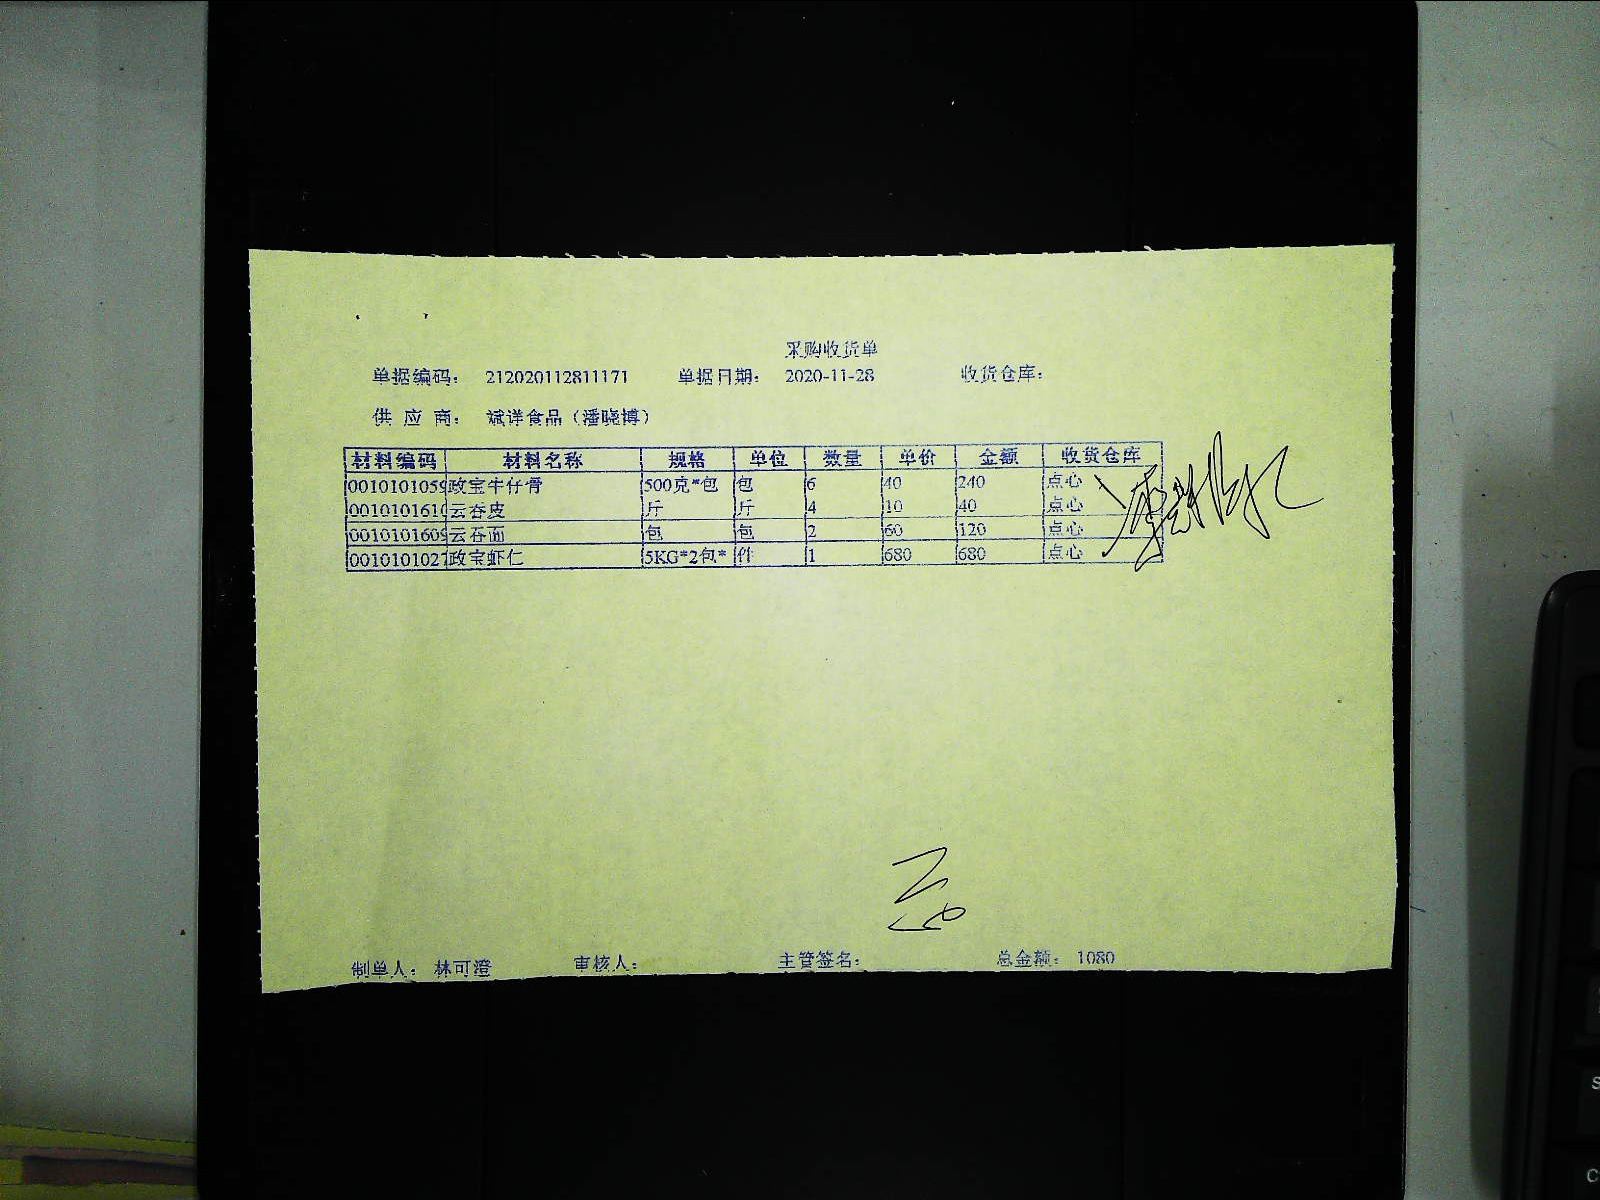 采购收货单
单据编码： 212020112811171 单据日期： 2020-11-28 收货仓库：
供 应 商： 斌洋食品（潘晓博）
材料编码 材料名称 规格 单位 数量 单价 金额 收货仓库
0010101059 政宝牛仔骨 500克*包 包 6 40 240 点心
001010161 云吞皮 斤 斤 4 10 40 点心
0010101609 云吞面 包 包 2 60 120 点心
001010102 政宝虾仁 5KG*2包* 件 1 680 680 点心
制单人： 林可澄 审核人： 主管签名： 总金额： 1080